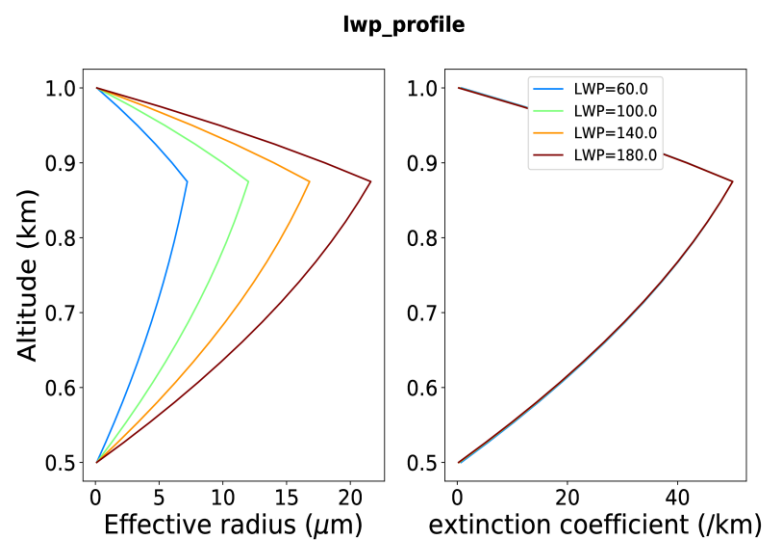 lwp_profile
Altitude (km)
1.0
0.9
0.8
0.7
0.6
0.5
0 5 10 15 20
Effective radius (μm)
LWP=60.0
LWP=100.0
LWP=140.0
LWP=180.0
1.0
0.9
0.8
0.7
0.6
0.5
0 20 40
extinction coefficient (/km)